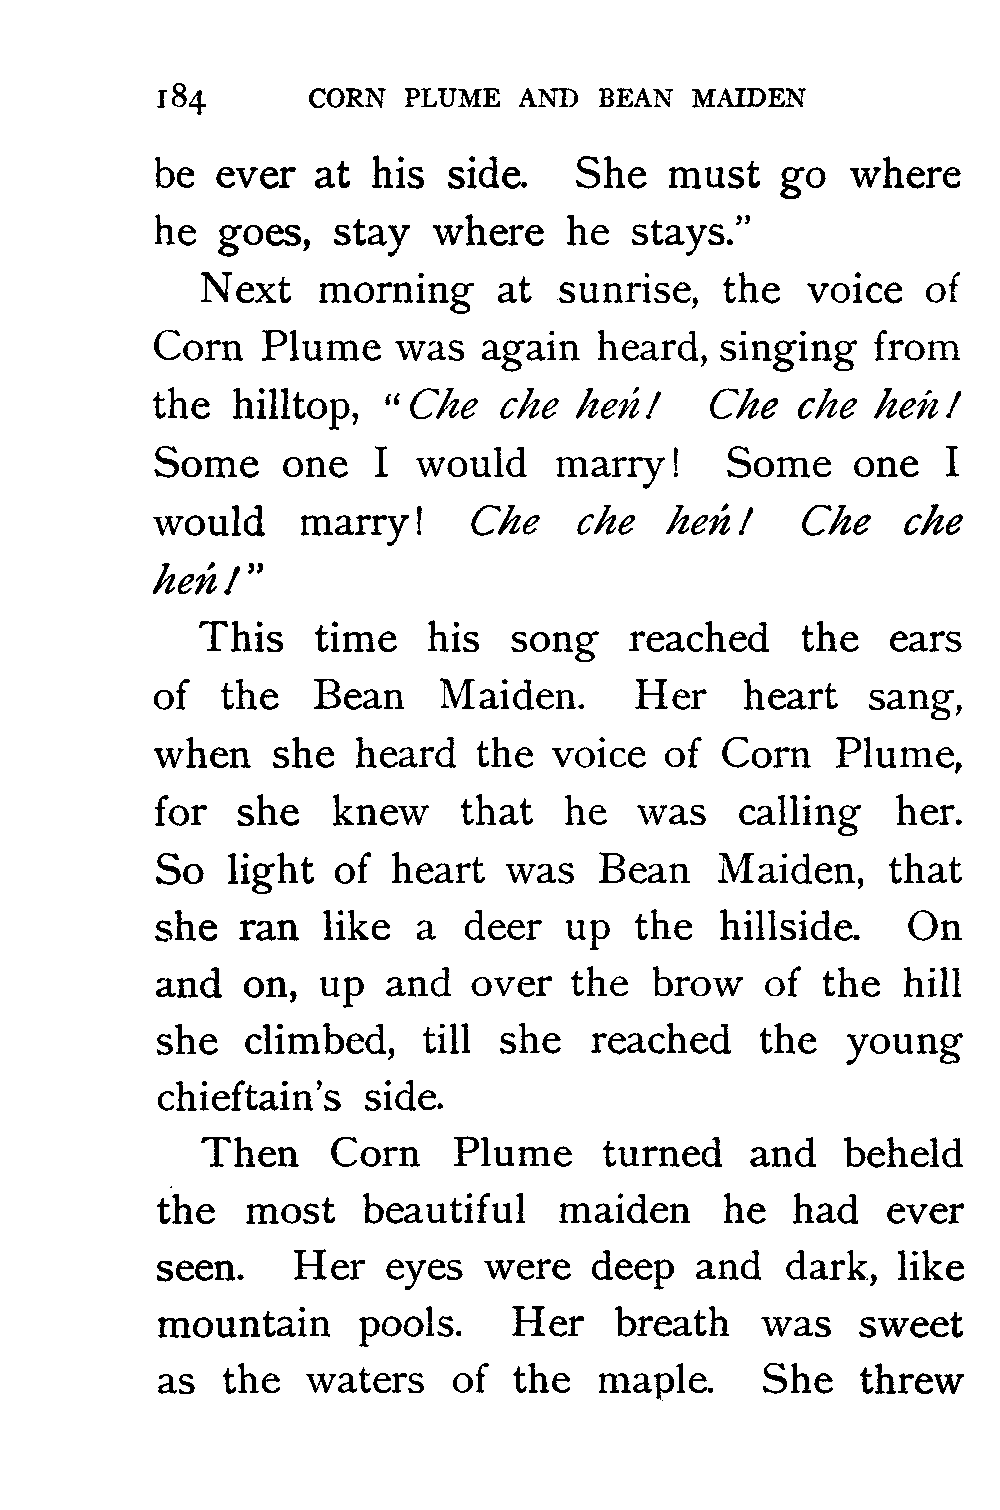 184 CORN PLUME AND BEAN MAIDEN
be ever at his side. She must go where
he goes, stay where he stays.”
Next morning at sunrise, the voice of
Corn Plume was again heard, singing from
the hilltop, “Che che heń! Che che heń!
Some one I would marry! Some one I
would marry! Che che heń! Che che
heń!”
This time his song reached the ears
of the Bean Maiden. Her heart sang,
when she heard the voice of Corn Plume,
for she knew that he was calling her.
So light of heart was Bean Maiden, that
she ran like a deer up the hillside. On
and on, up and over the brow of the hill
she climbed, till she reached the young
chieftain’s side.
Then Corn Plume turned and beheld
the most beautiful maiden he had ever
seen. Her eyes were deep and dark, like
mountain pools. Her breath was sweet
as the waters of the maple. She threw